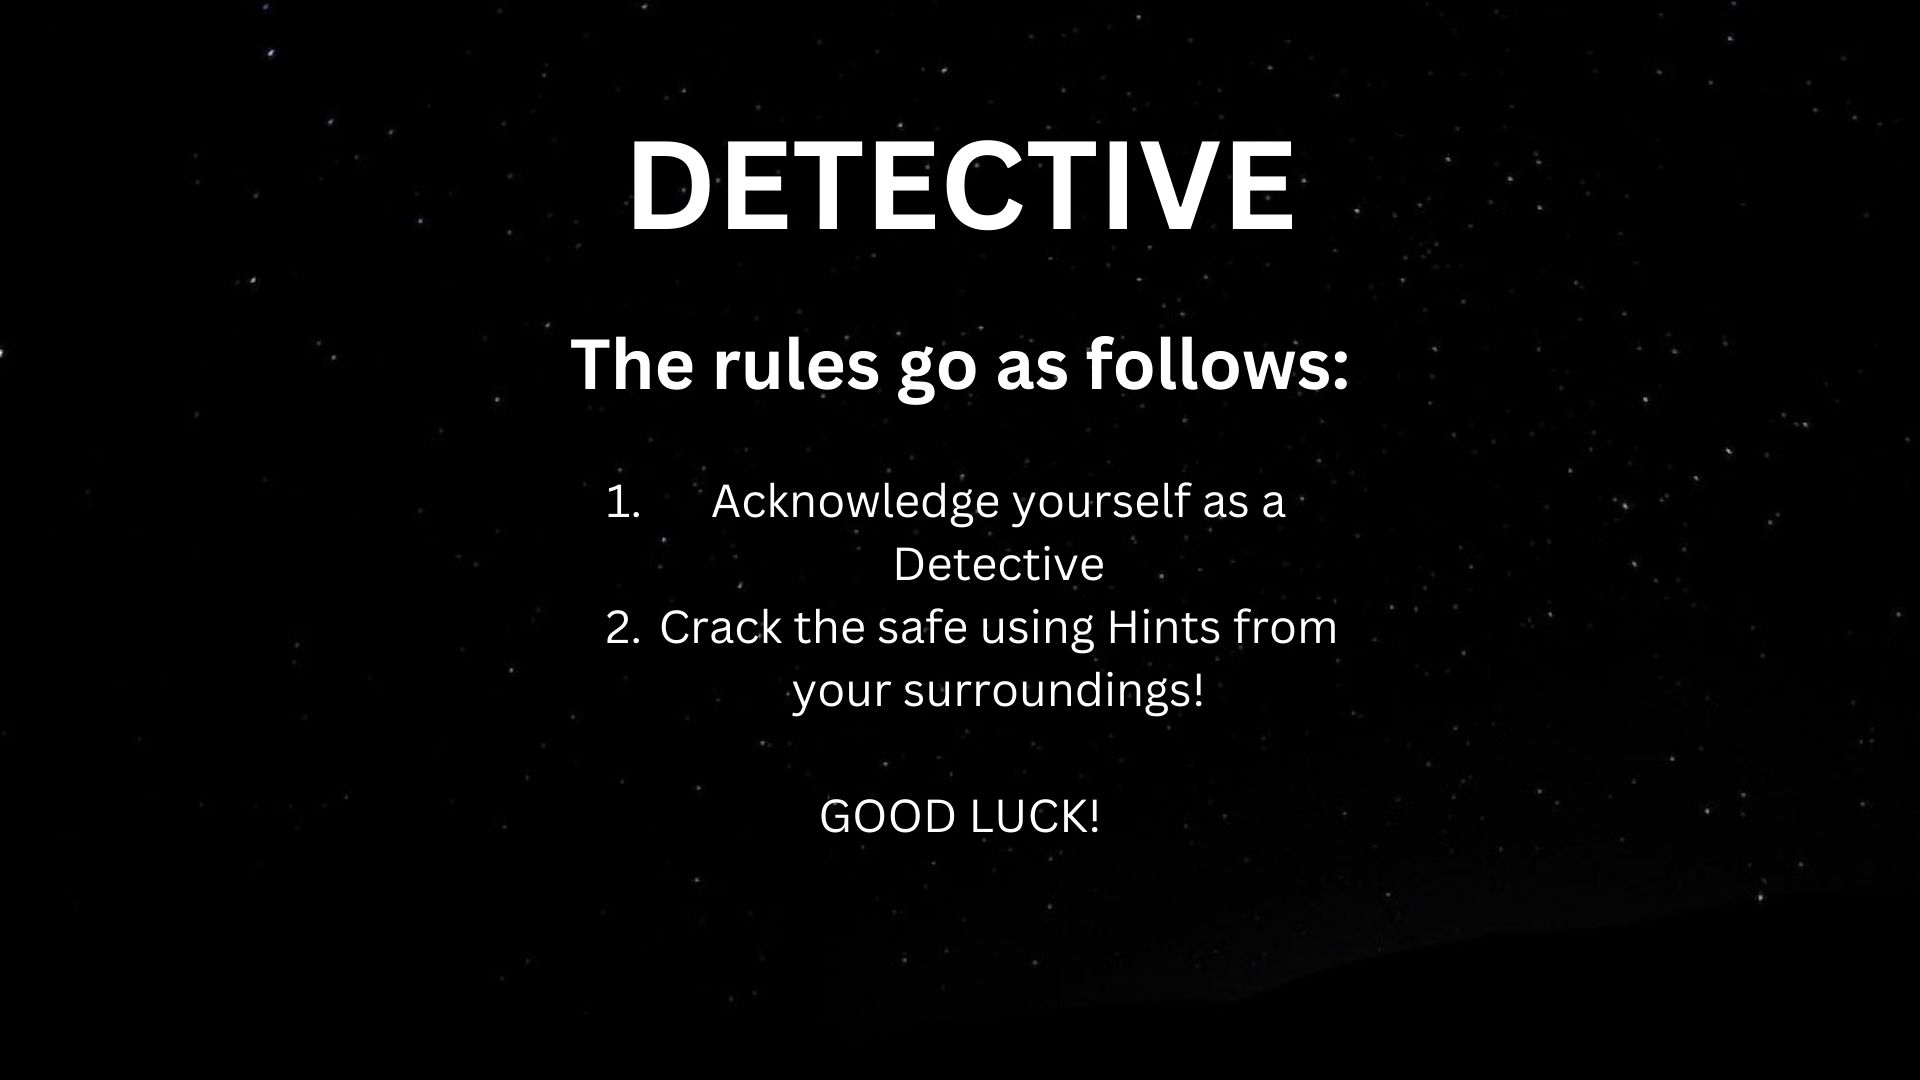 DETECTIVE
The rules go as follows:
1. Acknowledge yourself as a
Detective
2. Crack the safe using Hints from
your surroundings!
GOOD LUCK!